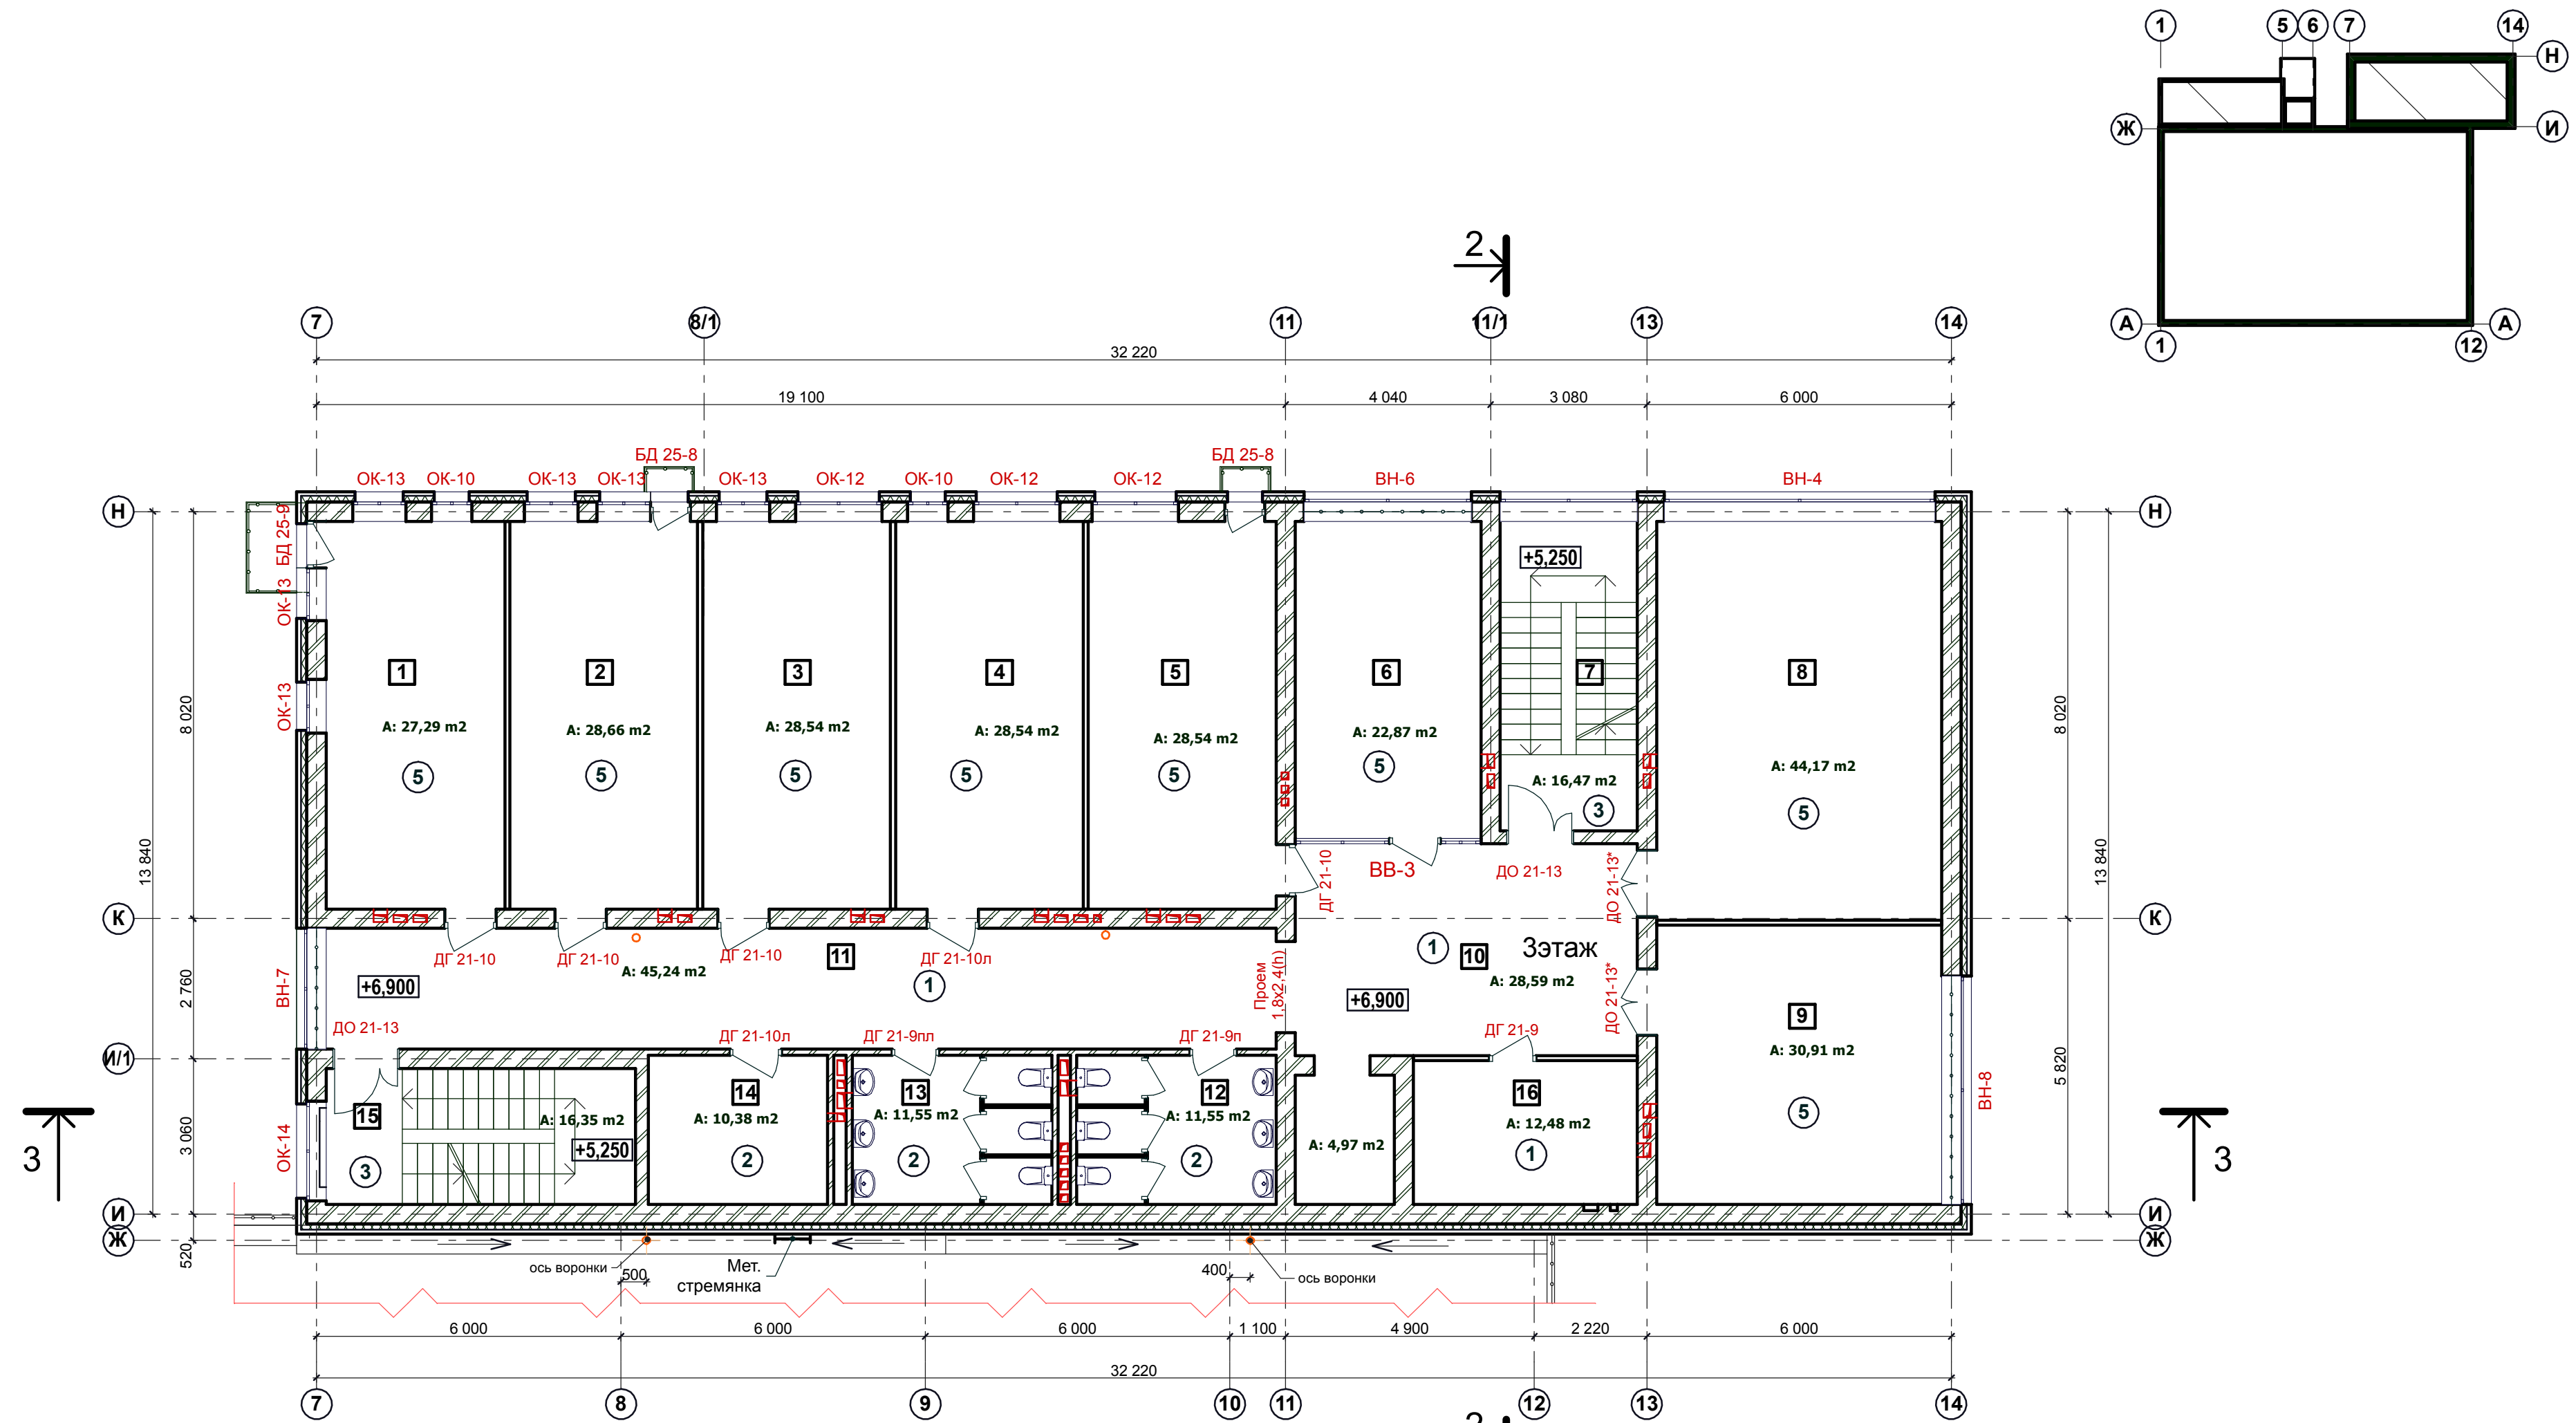 1 5 6 7 14
Н
Ж И
А А
1 12
2
7 8/1 11 11/1 13 14
32 220
19 100 4 040 3 080 6 000
БД 25-8 БД 25-8
ОК-13 ОК-10 ОК-13 ОК-13 ОК-13 ОК-12 ОК-10 ОК-12 ОК-12 ВН-6 ВН-4
Н Н
БД 25-9
ОК-13
ОК-13
+5,250
1 2 3 4 5 6 7 8
А: 27,29 m2
А: 28,66 m2
А: 28,54 m2
А: 28,54 m2
А: 28,54 m2
А: 22,87 m2
А: 16,47 m2
А: 44,17 m2
5 5 5 5 5 5 3 5
8 020 8 020
13 840 13 840
ДГ 21-10
ВВ-3
ДО 21-13
ДО 21-13*
К К
ДГ 21-10 ДГ 21-10 ДГ 21-10 ДГ 21-10л
11
А: 45,24 m2
1
+6,900
ВН-7
2 760
Проем
1,8х2,4(h)
1 10 3этаж
А: 28,59 m2
+6,900
ДО 21-13*
9
А: 30,91 m2
5
ВН-8
5 820
ДО 21-13 ДГ 21-10л ДГ 21-9пл ДГ 21-9п ДГ 21-9
И/1
15
А: 16,35 m2
+5,250
3
14
А: 10,38 m2
2
13
А: 11,55 m2
2
12
А: 11,55 m2
2
А: 4,97 m2
16
А: 12,48 m2
1
ОК-14
3 060
3 3
И И
Ж Ж
520
ось воронки 500
Мет.
стремянка
400 ось воронки
6 000 6 000 6 000 1 100 4 900 2 220 6 000
32 220
7 8 9 10 11 12 13 14